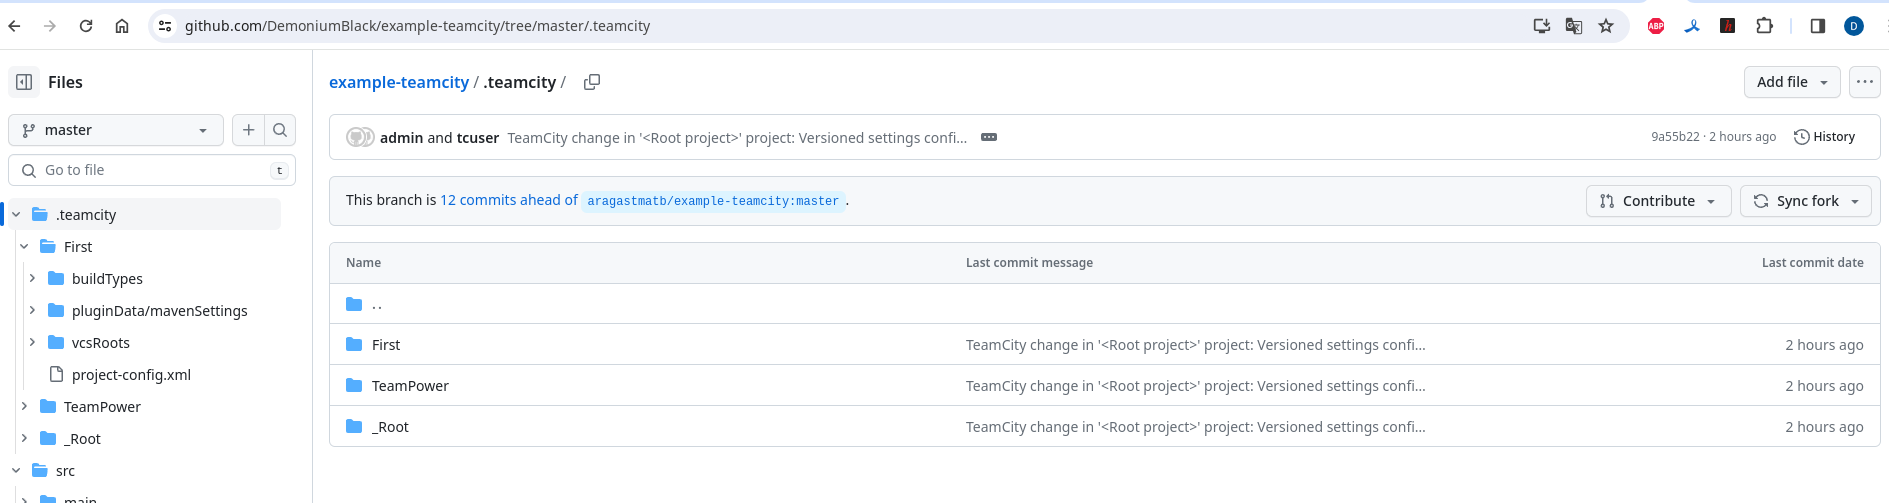 github.com/DemoniumBlack/example-teamcity/tree/master/.teamcity
ABP
h
D
Files
master
Go to file
t
.teamcity
First
buildTypes
pluginData/mavenSettings
vcsRoots
project-config.xml
TeamPower
_Root
src
main
example-teamcity / .teamcity /
Add file
admin and tcuser TeamCity change in '<Root project>' project: Versioned settings confi...
9a55b22 · 2 hours ago
History
This branch is 12 commits ahead of aragastmatb/example-teamcity:master.
Contribute
Sync fork
Name Last commit message Last commit date
..
First TeamCity change in '<Root project>' project: Versioned settings confi... 2 hours ago
TeamPower TeamCity change in '<Root project>' project: Versioned settings confi... 2 hours ago
_Root TeamCity change in '<Root project>' project: Versioned settings confi... 2 hours ago